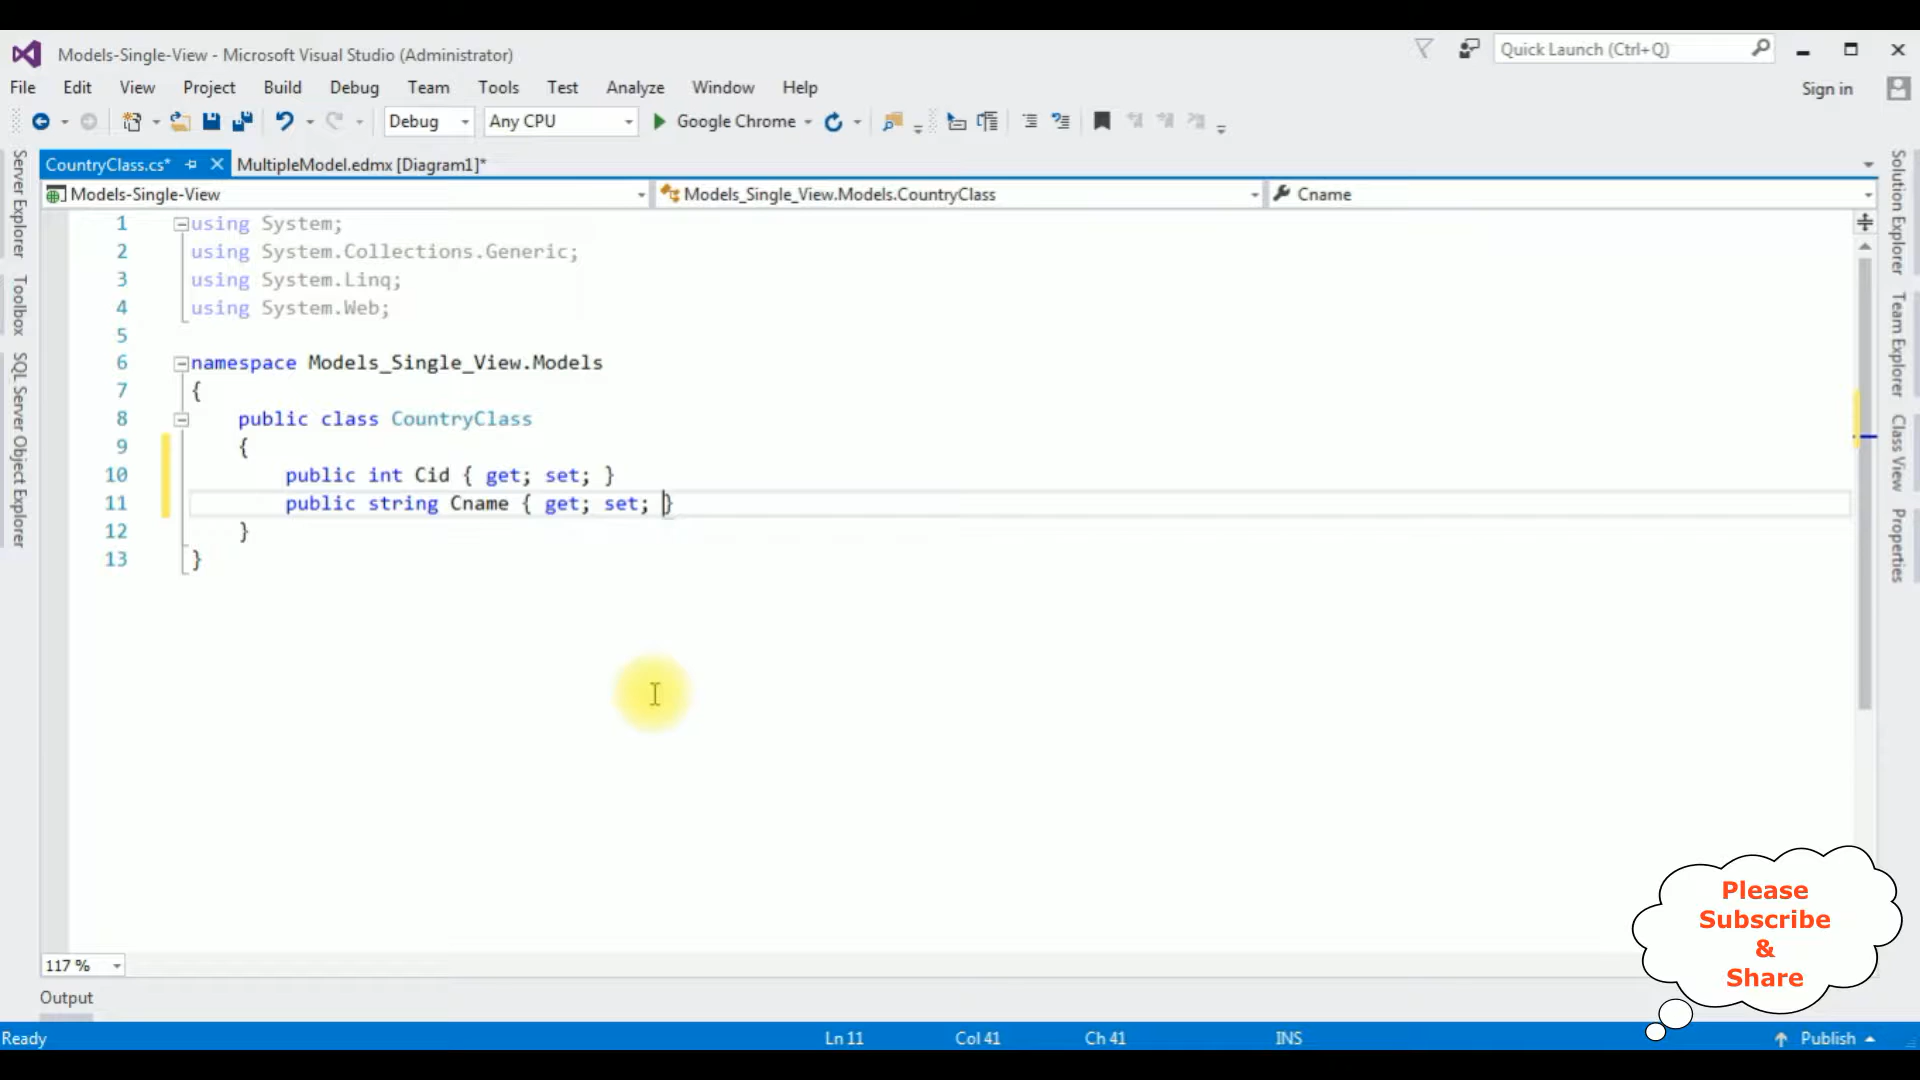 Models-Single-View - Microsoft Visual Studio (Administrator)
Quick Launch (Ctrl+Q)
File Edit View Project Build Debug Team Tools Test Analyze Window Help
Sign in
Debug Any CPU Google Chrome
CountryClass.cs* MultipleModel.edmx [Diagram1]*
Models-Single-View Models_Single_View.Models.CountryClass Cname
Server Explorer
Toolbox
SQL Server Object Explorer
1 using System;
2 using System.Collections.Generic;
3 using System.Linq;
4 using System.Web;
5
6 namespace Models_Single_View.Models
7 {
8 public class CountryClass
9 {
10 public int Cid { get; set; }
11 public string Cname { get; set; }
12 }
13 }
Solution Explorer
Team Explorer
Class View
Properties
Please
Subscribe
&
Share
117 %
Output
Ready Ln 11 Col 41 Ch 41 INS Publish